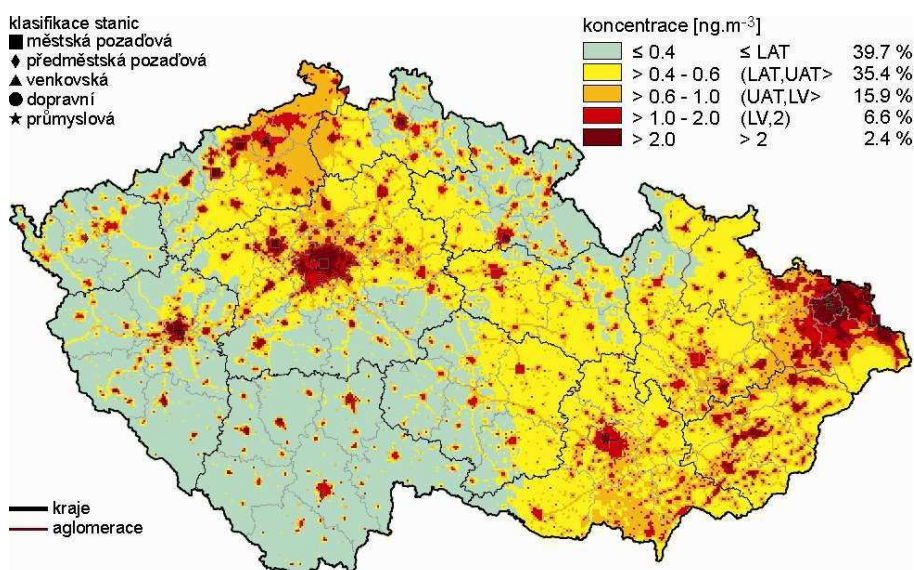 klasifikace stanic
městská pozaďová
předměstská pozaďová
venkovská
dopravní
průmyslová
koncentrace [ng.m-3]
≤ 0.4 ≤ LAT 39.7 %
> 0.4 - 0.6 (LAT,UAT> 35.4 %
> 0.6 - 1.0 (UAT,LV> 15.9 %
> 1.0 - 2.0 (LV,2) 6.6 %
> 2.0 > 2 2.4 %
kraje
aglomerace